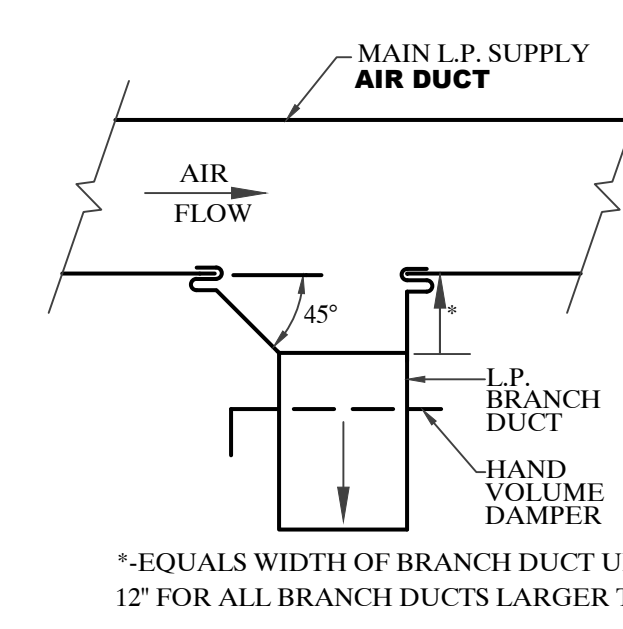 MAIN L.P. SUPPLY
AIR DUCT
AIR
FLOW
45°
*
L.P.
BRANCH
DUCT
HAND
VOLUME
DAMPER
*-EQUALS WIDTH OF BRANCH DUCT
12" FOR ALL BRANCH DUCTS LARGER